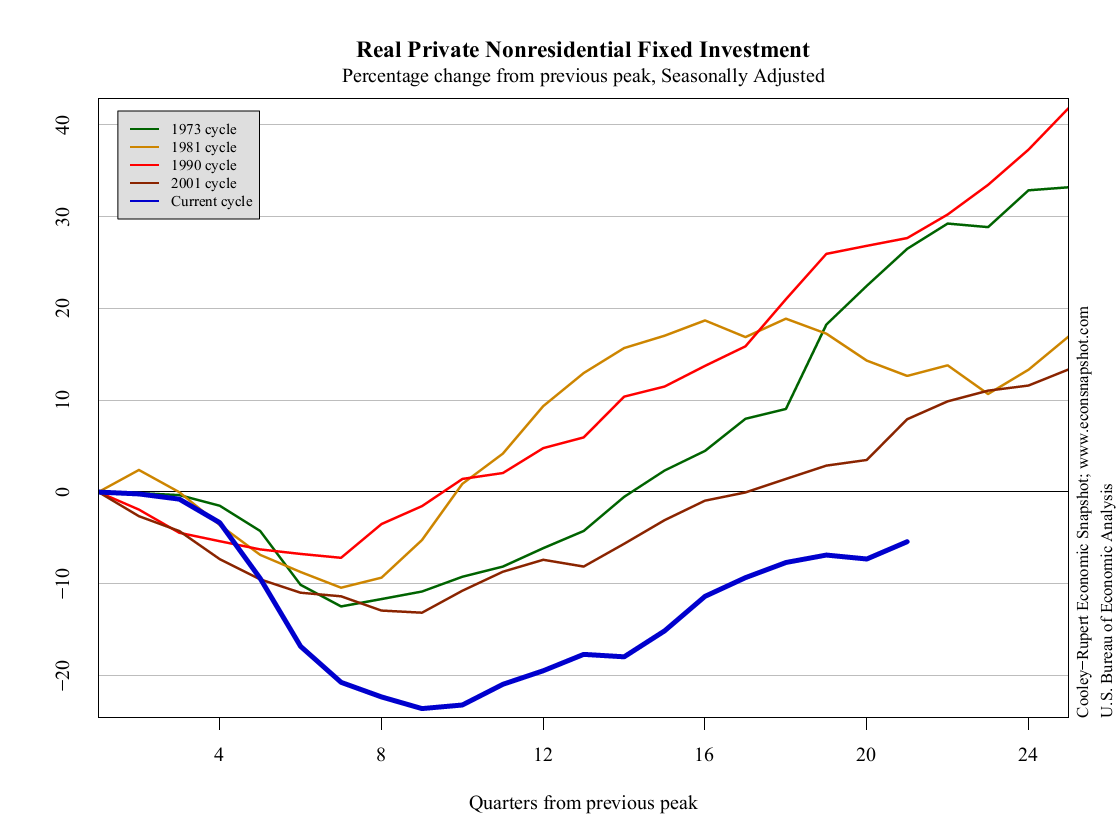 Real Private Nonresidential Fixed Investment
Percentage change from previous peak, Seasonally Adjusted
1973 cycle
1981 cycle
1990 cycle
2001 cycle
Current cycle
40
30
20
10
0
−10
−20
4
8
12
16
20
24
Quarters from previous peak
Cooley−Rupert Economic Snapshot; www.econsnapshot.com
U.S. Bureau of Economic Analysis